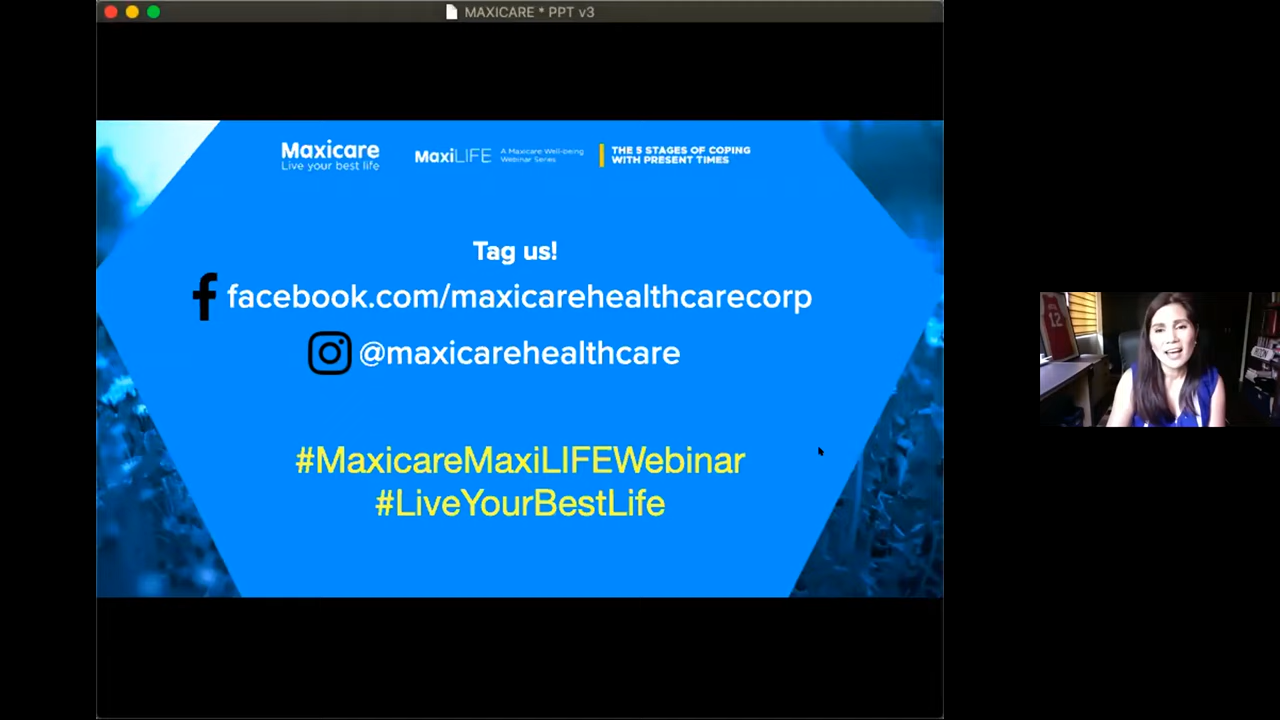 MAXICARE * PPT v3
Maxicare
Live your best life
MaxiLIFE
A Maxicare Well-being
Webinar Series
THE 5 STAGES OF COPING
WITH PRESENT TIMES
Tag us!
facebook.com/maxicarehealthcarecorp
@maxicarehealthcare
#MaxicareMaxiLIFEWebinar
#LiveYourBestLife
12